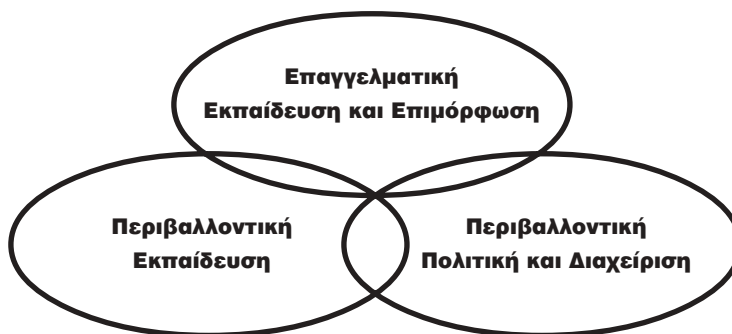 Επαγγελματική
Εκπαίδευση και Επιμόρφωση
Περιβαλλοντική
Εκπαίδευση
Περιβαλλοντική
Πολιτική και Διαχείριση